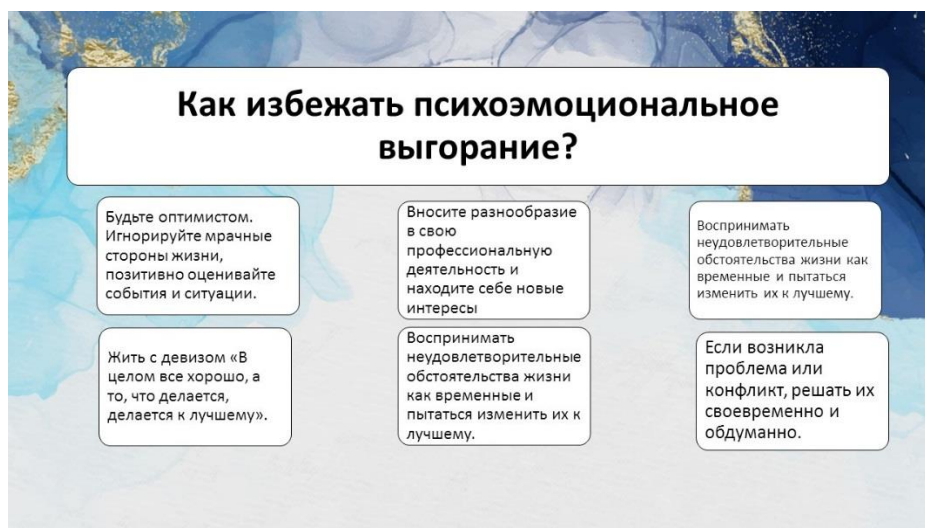 Как избежать психоэмоциональное
выгорание?
Будьте оптимистом.
Игнорируйте мрачные
стороны жизни,
позитивно оценивайте
события и ситуации.
Вносите разнообразие
в свою
профессиональную
деятельность и
находите себе новые
интересы
Воспринимать
неудовлетворительные
обстоятельства жизни как
временные и пытаться
изменить их к лучшему.
Жить с девизом «В
целом все хорошо, а
то, что делается,
делается к лучшему».
Воспринимать
неудовлетворительные
обстоятельства жизни
как временные и
пытаться изменить их к
лучшему.
Если возникла
проблема или
конфликт, решать их
своевременно и
обдуманно.